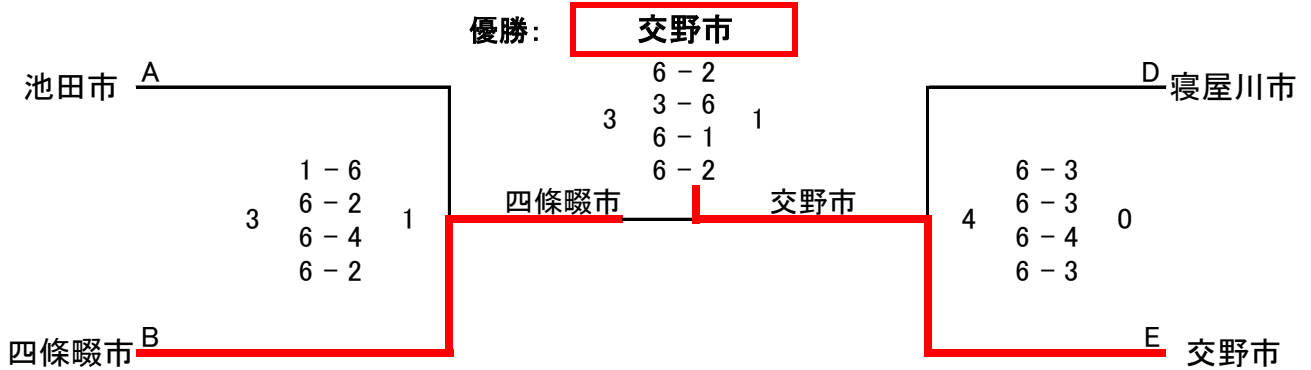 優勝: 交野市
池田市 A
6 - 2
3 - 6
6 - 1
6 - 2
3 1
D 寝屋川市
1 - 6
6 - 2
6 - 4
6 - 2
3 1
四條畷市 交野市
6 - 3
6 - 3
6 - 4
6 - 3
4 0
四條畷市 B
E 交野市